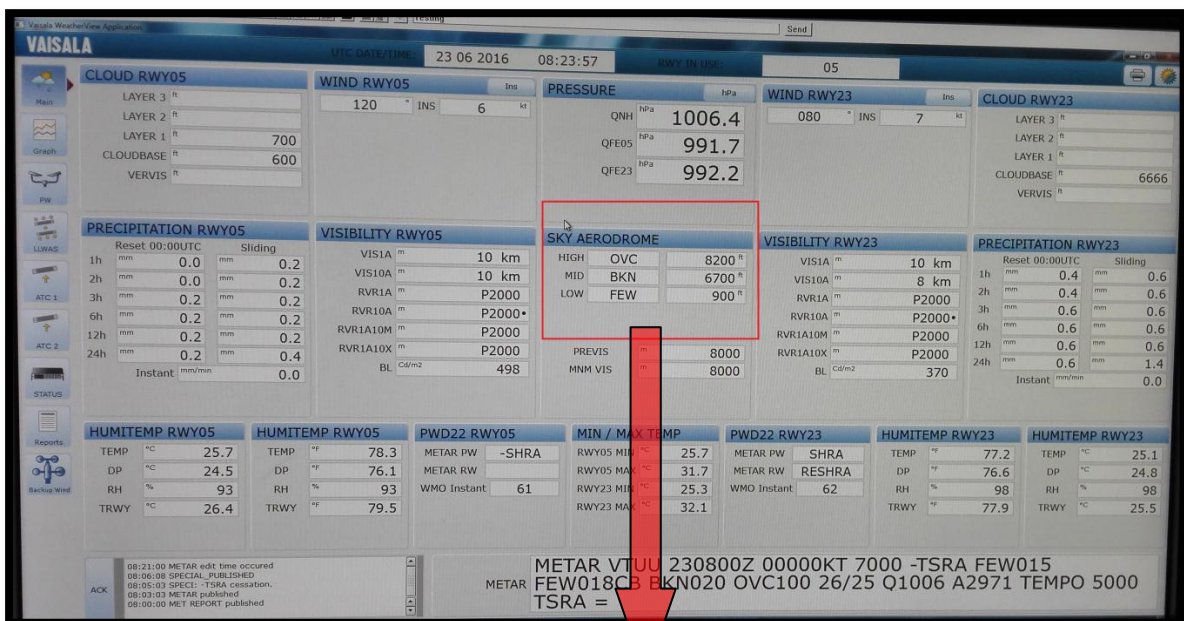 Vaisala WeatherView Application
Send
VAISALA
UTC DATE/TIME: 23 06 2016 08:23:57 RWY IN USE: 05
Main
Graph
PW
LLWAS
ATC 1
ATC 2
STATUS
Reports
Backup Wind
CLOUD RWY05
LAYER 3 ft
LAYER 2 ft
LAYER 1 ft 700
CLOUDBASE ft 600
VERVIS ft
WIND RWY05 Ins
120 ° INS 6 kt
PRESSURE hPa
QNH hPa 1006.4
QFE05 hPa 991.7
QFE23 hPa 992.2
WIND RWY23 Ins
080 ° INS 7 kt
CLOUD RWY23
LAYER 3 ft
LAYER 2 ft
LAYER 1 ft
CLOUDBASE ft 6666
VERVIS ft
PRECIPITATION RWY05
Reset 00:00UTC Sliding
1h mm 0.0 mm 0.2
2h mm 0.0 mm 0.2
3h mm 0.2 mm 0.2
6h mm 0.2 mm 0.2
12h mm 0.2 mm 0.2
24h mm 0.2 mm 0.4
Instant mm/min 0.0
VISIBILITY RWY05
VIS1A m 10 km
VIS10A m 10 km
RVR1A m P2000
RVR10A m P2000•
RVR1A10M m P2000
RVR1A10X m P2000
BL Cd/m2 498
SKY AERODROME
HIGH OVC 8200 ft
MID BKN 6700 ft
LOW FEW 900 ft
PREVIS m 8000
MNM VIS m 8000
VISIBILITY RWY23
VIS1A m 10 km
VIS10A m 8 km
RVR1A m P2000
RVR10A m P2000•
RVR1A10M m P2000
RVR1A10X m P2000
BL Cd/m2 370
PRECIPITATION RWY23
Reset 00:00UTC Sliding
1h mm 0.4 mm 0.6
2h mm 0.4 mm 0.6
3h mm 0.6 mm 0.6
6h mm 0.6 mm 0.6
12h mm 0.6 mm 0.6
24h mm 0.6 mm 1.4
Instant mm/min 0.0
HUMITEMP RWY05
TEMP °C 25.7
DP °C 24.5
RH % 93
TRWY °C 26.4
HUMITEMP RWY05
TEMP °F 78.3
DP °F 76.1
RH % 93
TRWY °F 79.5
PWD22 RWY05
METAR PW -SHRA
METAR RW
WMO Instant 61
MIN / MAX TEMP
RWY05 MIN °C 25.7
RWY05 MAX °C 31.7
RWY23 MIN °C 25.3
RWY23 MAX °C 32.1
PWD22 RWY23
METAR PW SHRA
METAR RW RESHRA
WMO Instant 62
HUMITEMP RWY23
TEMP °F 77.2
DP °F 76.6
RH % 98
TRWY °F 77.9
HUMITEMP RWY23
TEMP °C 25.1
DP °C 24.8
RH % 98
TRWY °C 25.5
ACK
08:21:00 METAR edit time occured
08:06:08 SPECIAL_PUBLISHED
08:05:03 SPECI: -TSRA cessation.
08:03:03 METAR published
08:00:00 MET REPORT published
METAR
METAR VTUU 230800Z 00000KT 7000 -TSRA FEW015
FEW018CB BKN020 OVC100 26/25 Q1006 A2971 TEMPO 5000
TSRA =